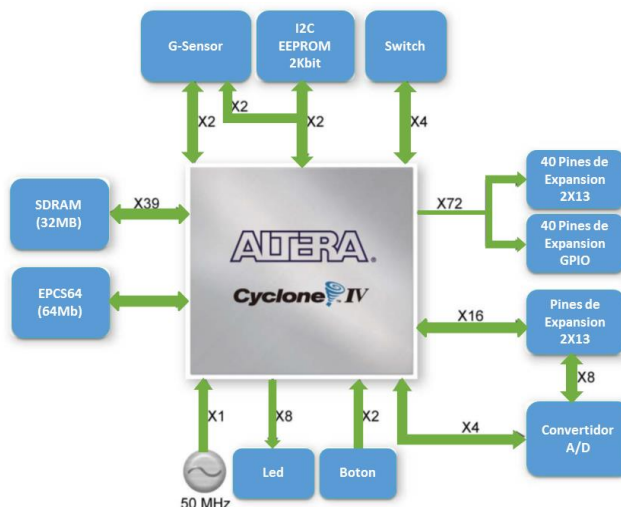 G-Sensor
I2C
EEPROM
2Kbit
Switch
X2
X2
X2
X4
SDRAM
(32MB)
X39
EPCS64
(64Mb)
ALTERA.
Cyclone IV
X72
40 Pines de
Expansion
2X13
40 Pines de
Expansion
GPIO
X16
Pines de
Expansion
2X13
X8
X4
Convertidor
A/D
X1
X8
X2
50 MHz
Led
Boton